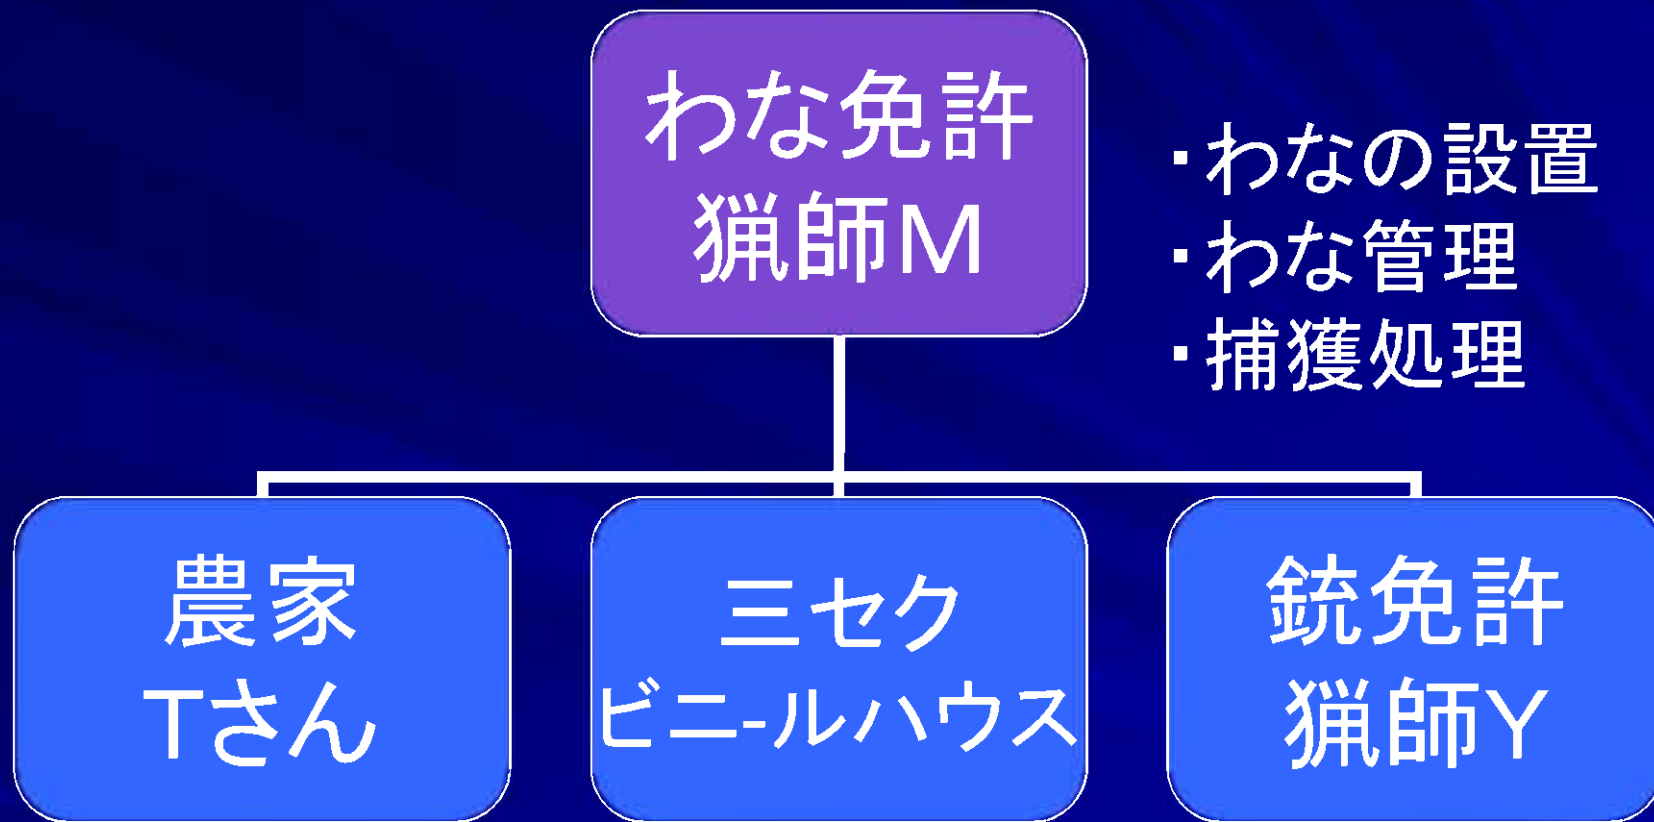 わな免許
猟師M
・わなの設置
・わな管理
・捕獲処理
農家
Tさん
三セク
ビニ-ルハウス
銃免許
猟師Y